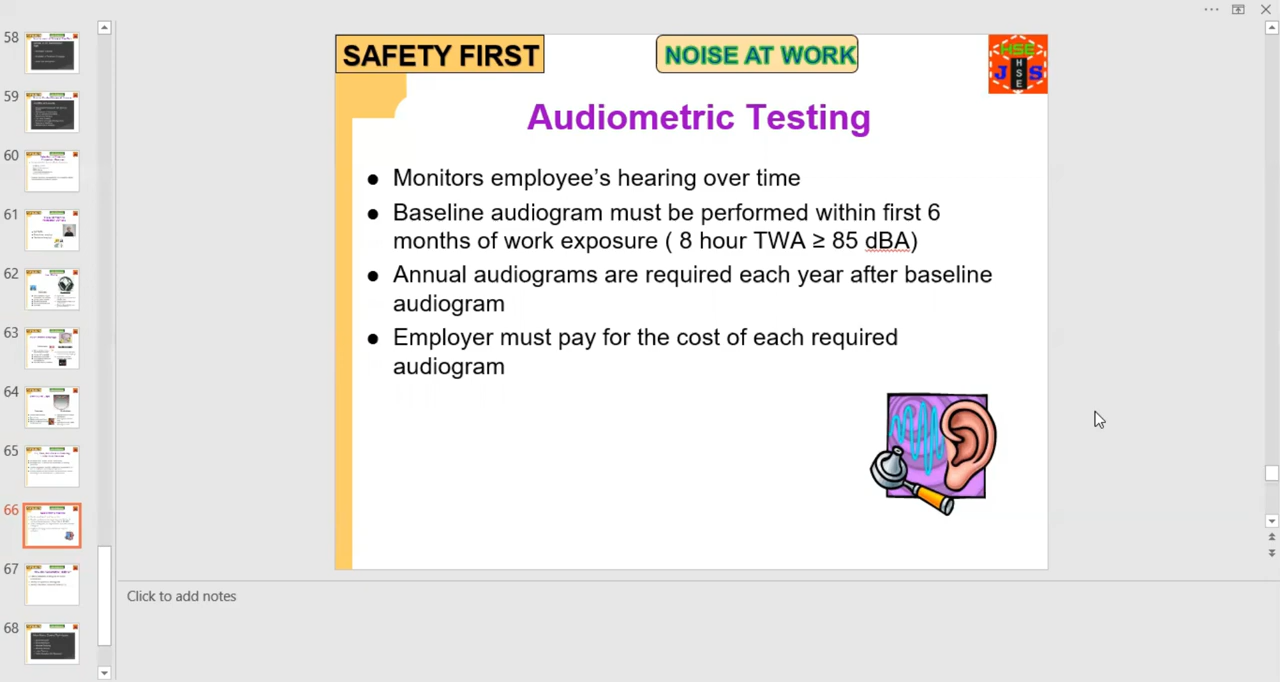 58
59
60
61
62
63
64
65
66
67
68
SAFETY FIRST
NOISE AT WORK
HSE
J HSE S
Audiometric Testing
● Monitors employee’s hearing over time
● Baseline audiogram must be performed within first 6
months of work exposure ( 8 hour TWA ≥ 85 dBA)
● Annual audiograms are required each year after baseline
audiogram
● Employer must pay for the cost of each required
audiogram
Click to add notes